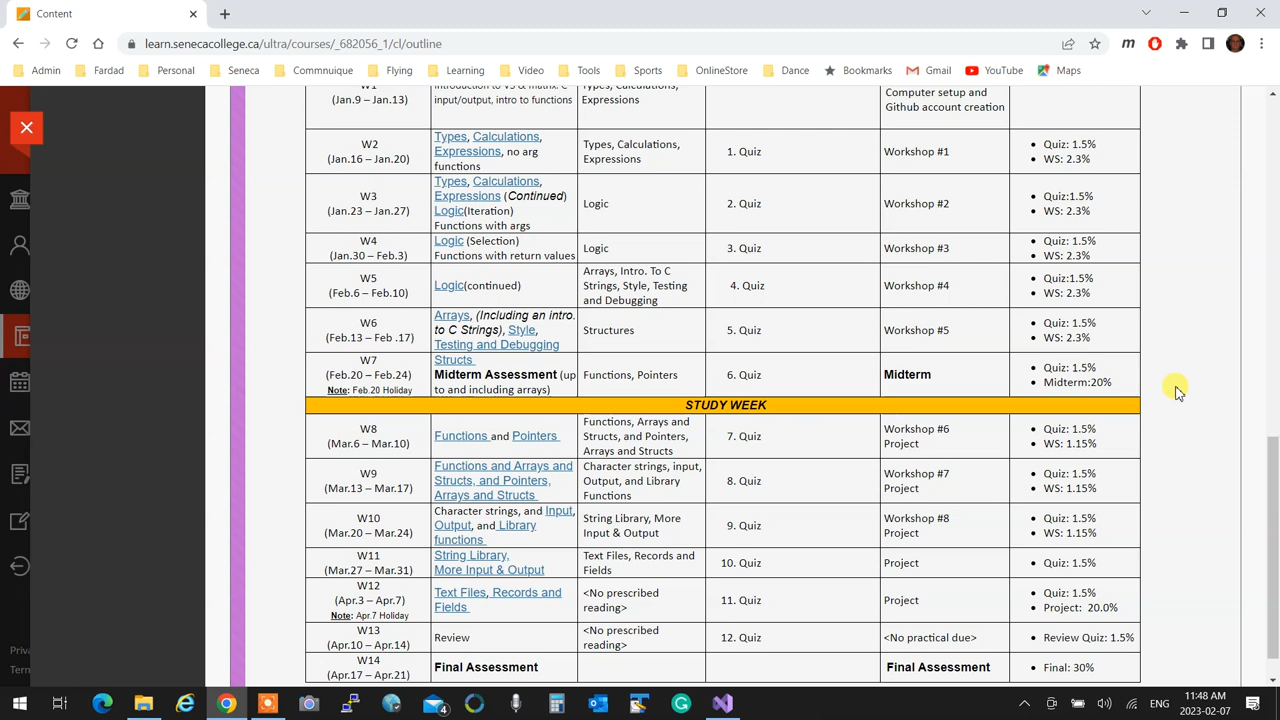 Content
learn.senecacollege.ca/ultra/courses/_682056_1/cl/outline
Admin Fardad Personal Seneca Commnuique Flying Learning Video Tools Sports OnlineStore Dance Bookmarks Gmail YouTube Maps
W1
(Jan.9 – Jan.13)
input/output, intro to functions
Types, Calculations,
Expressions
Computer setup and
Github account creation
W2
(Jan.16 – Jan.20)
Types, Calculations,
Expressions, no arg
functions
Types, Calculations,
Expressions
1. Quiz
Workshop #1
• Quiz: 1.5%
• WS: 2.3%
W3
(Jan.23 – Jan.27)
Types, Calculations,
Expressions (Continued)
Logic(Iteration)
Functions with args
Logic
2. Quiz
Workshop #2
• Quiz:1.5%
• WS: 2.3%
W4
(Jan.30 – Feb.3)
Logic (Selection)
Functions with return values
Logic
3. Quiz
Workshop #3
• Quiz: 1.5%
• WS: 2.3%
W5
(Feb.6 – Feb.10)
Logic(continued)
Arrays, Intro. To C
Strings, Style, Testing
and Debugging
4. Quiz
Workshop #4
• Quiz:1.5%
• WS: 2.3%
W6
(Feb.13 – Feb .17)
Arrays, (Including an intro.
to C Strings), Style,
Testing and Debugging
Structures
5. Quiz
Workshop #5
• Quiz: 1.5%
• WS: 2.3%
W7
(Feb.20 – Feb.24)
Note: Feb.20 Holiday
Structs
Midterm Assessment (up
to and including arrays)
Functions, Pointers
6. Quiz
Midterm
• Quiz: 1.5%
• Midterm:20%
STUDY WEEK
W8
(Mar.6 – Mar.10)
Functions and Pointers
Functions, Arrays and
Structs, and Pointers,
Arrays and Structs
7. Quiz
Workshop #6
Project
• Quiz: 1.5%
• WS: 1.15%
W9
(Mar.13 – Mar.17)
Functions and Arrays and
Structs, and Pointers,
Arrays and Structs
Character strings, input,
Output, and Library
Functions
8. Quiz
Workshop #7
Project
• Quiz: 1.5%
• WS: 1.15%
W10
(Mar.20 – Mar.24)
Character strings, and Input,
Output, and Library
functions
String Library, More
Input & Output
9. Quiz
Workshop #8
Project
• Quiz: 1.5%
• WS: 1.15%
W11
(Mar.27 – Mar.31)
String Library,
More Input & Output
Text Files, Records and
Fields
10. Quiz
Project
• Quiz: 1.5%
W12
(Apr.3 – Apr.7)
Note: Apr.7 Holiday
Text Files, Records and
Fields
<No prescribed
reading>
11. Quiz
Project
• Quiz: 1.5%
• Project: 20.0%
W13
(Apr.10 – Apr.14)
Review
<No prescribed
reading>
12. Quiz
<No practical due>
• Review Quiz: 1.5%
W14
(Apr.17 – Apr.21)
Final Assessment
Final Assessment
• Final: 30%
Priva
Term
4
ENG
11:48 AM
2023-02-07